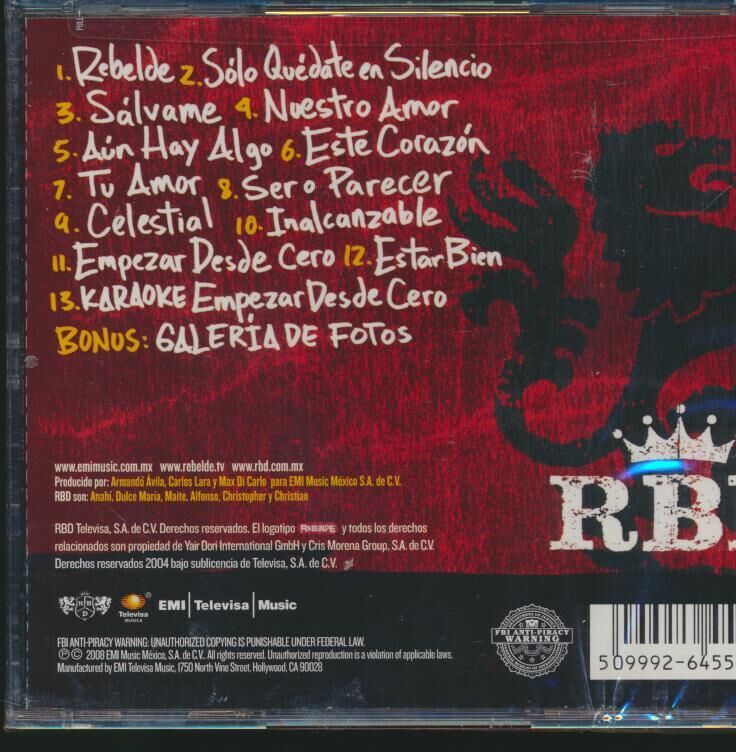 PULL
1. Rebelde 2. Sólo Quédate en Silencio
3. Sálvame 4. Nuestro Amor
5. Aún Hay Algo 6. Este Corazón
7. Tu Amor 8. Ser o Parecer
9. Celestial 10. Inalcanzable
11. Empezar Desde Cero 12. Estar Bien
13. KARAOKE Empezar Desde Cero
BONUS: GALERÍA DE FOTOS
www.emimusic.com.mx www.rebelde.tv www.rbd.com.mx
Producido por: Armando Ávila, Carlos Lara y Max Di Carlo para EMI Music México S.A. de C.V.
RBD son: Anahí, Dulce María, Maite, Alfonso, Christopher y Christian
RBD Televisa, S.A. de C.V. Derechos reservados. El logotipo REBELDE y todos los derechos
relacionados son propiedad de Yair Dori International GmbH y Cris Morena Group, S.A. de C.V.
Derechos reservados 2004 bajo sublicencia de Televisa, S.A. de C.V.
RB
R B D
Televisa
MUSICA
EMI | Televisa | Music
FBI ANTI-PIRACY
WARNING
FBI ANTI-PIRACY WARNING: UNAUTHORIZED COPYING IS PUNISHABLE UNDER FEDERAL LAW.
℗ © 2008 EMI Music México, S.A. de C.V. All rights reserved. Unauthorized reproduction is a violation of applicable laws.
Manufactured by EMI Televisa Music, 1750 North Vine Street, Hollywood, CA 90028
509992-6455